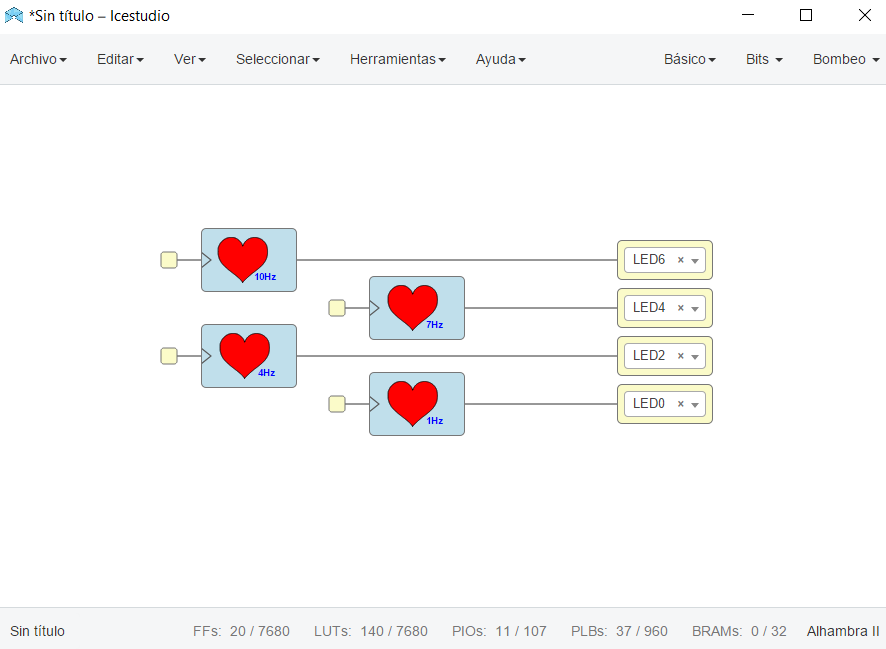 *Sin título – Icestudio
Archivo Editar Ver Seleccionar Herramientas Ayuda Básico Bits Bombeo
10Hz
LED6 ×
7Hz
LED4 ×
4Hz
LED2 ×
1Hz
LED0 ×
Sin título FFs: 20 / 7680 LUTs: 140 / 7680 PIOs: 11 / 107 PLBs: 37 / 960 BRAMs: 0 / 32 Alhambra II